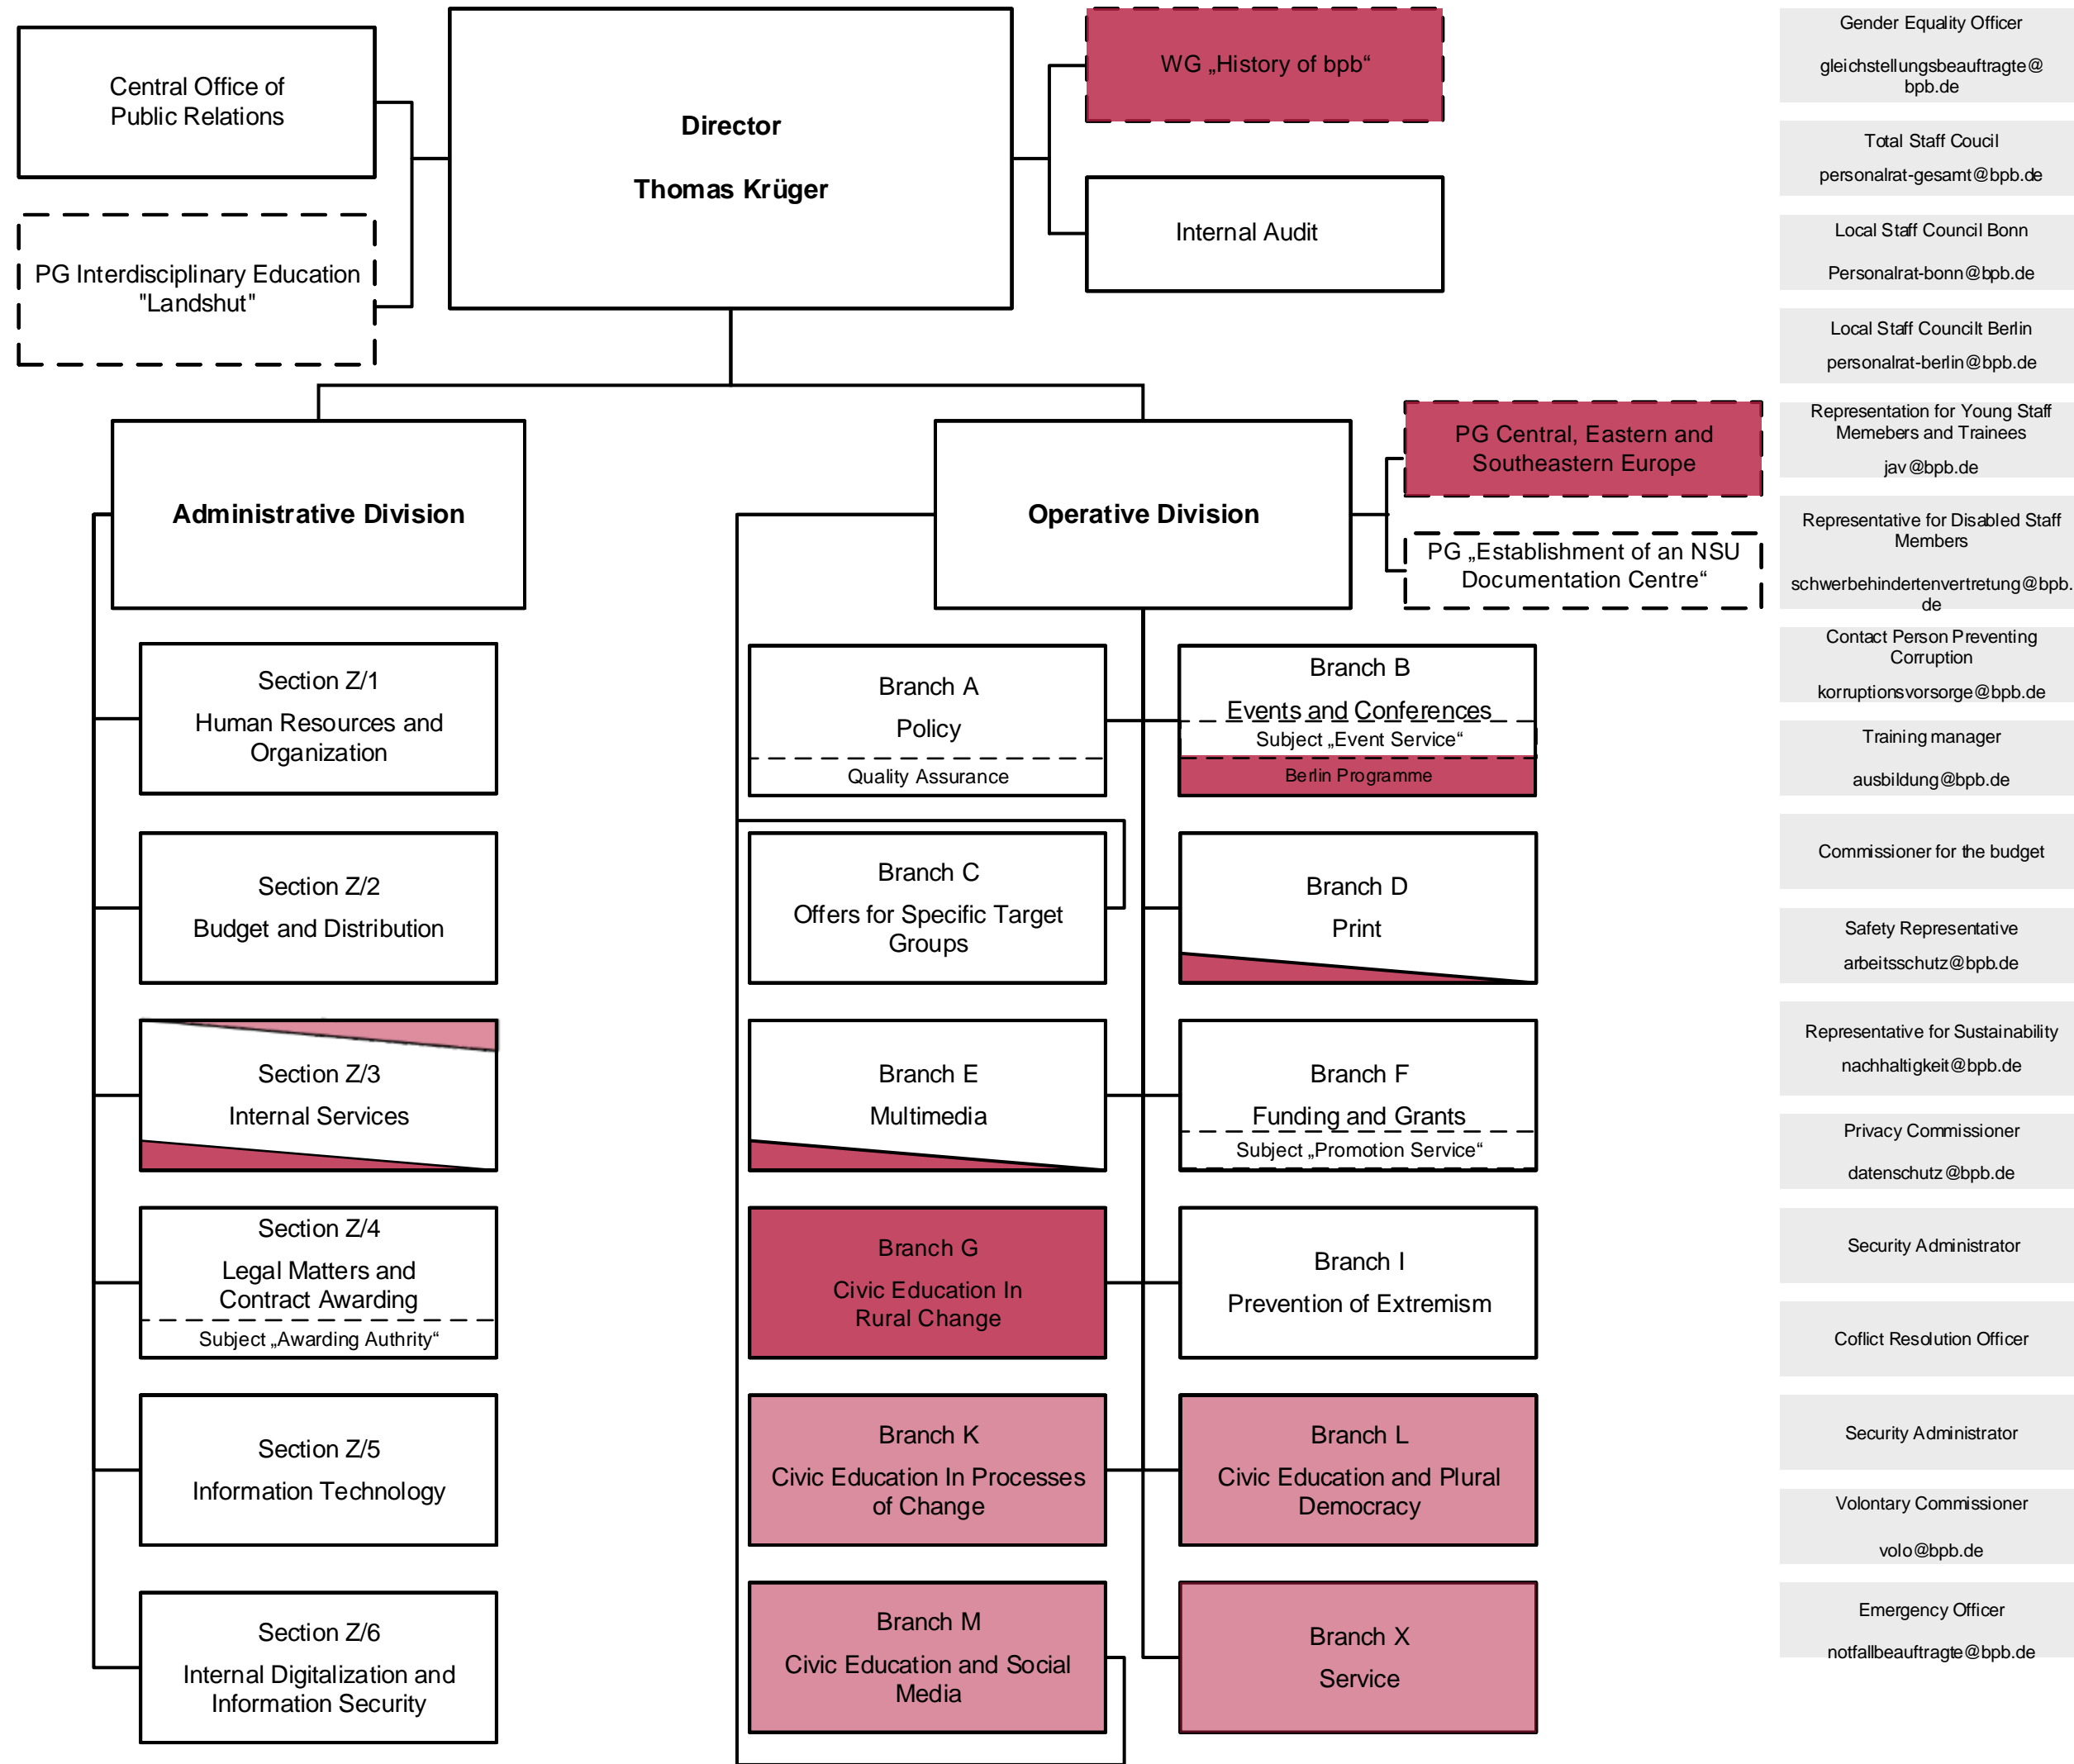 Central Office of
Public Relations
PG Interdisciplinary Education
"Landshut"
Director
Thomas Krüger
WG „History of bpb“
Internal Audit
Administrative Division
Operative Division
PG Central, Eastern and
Southeastern Europe
PG „Establishment of an NSU
Documentation Centre“
Section Z/1
Human Resources and
Organization
Section Z/2
Budget and Distribution
Section Z/3
Internal Services
Section Z/4
Legal Matters and
Contract Awarding
Subject „Awarding Authrity“
Section Z/5
Information Technology
Section Z/6
Internal Digitalization and
Information Security
Branch A
Policy
Quality Assurance
Branch B
Events and Conferences
Subject „Event Service“
Berlin Programme
Branch C
Offers for Specific Target
Groups
Branch D
Print
Branch E
Multimedia
Branch F
Funding and Grants
Subject „Promotion Service“
Branch G
Civic Education In
Rural Change
Branch I
Prevention of Extremism
Branch K
Civic Education In Processes
of Change
Branch L
Civic Education and Plural
Democracy
Branch M
Civic Education and Social
Media
Branch X
Service
Gender Equality Officer
gleichstellungsbeauftragte@
bpb.de
Total Staff Coucil
personalrat-gesamt@bpb.de
Local Staff Council Bonn
Personalrat-bonn@bpb.de
Local Staff Councilt Berlin
personalrat-berlin@bpb.de
Representation for Young Staff
Memebers and Trainees
jav@bpb.de
Representative for Disabled Staff
Members
schwerbehindertenvertretung@bpb.
de
Contact Person Preventing
Corruption
korruptionsvorsorge@bpb.de
Training manager
ausbildung@bpb.de
Commissioner for the budget
Safety Representative
arbeitsschutz@bpb.de
Representative for Sustainability
nachhaltigkeit@bpb.de
Privacy Commissioner
datenschutz@bpb.de
Security Administrator
Coflict Resolution Officer
Security Administrator
Volontary Commissioner
volo@bpb.de
Emergency Officer
notfallbeauftragte@bpb.de